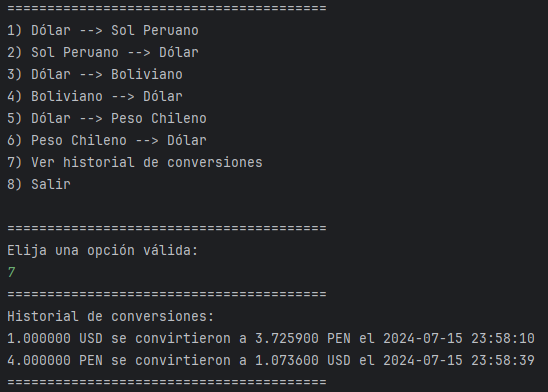 ========================================
1) Dólar --> Sol Peruano
2) Sol Peruano --> Dólar
3) Dólar --> Boliviano
4) Boliviano --> Dólar
5) Dólar --> Peso Chileno
6) Peso Chileno --> Dólar
7) Ver historial de conversiones
8) Salir
========================================
Elija una opción válida:
7
========================================
Historial de conversiones:
1.000000 USD se convirtieron a 3.725900 PEN el 2024-07-15 23:58:10
4.000000 PEN se convirtieron a 1.073600 USD el 2024-07-15 23:58:39
========================================